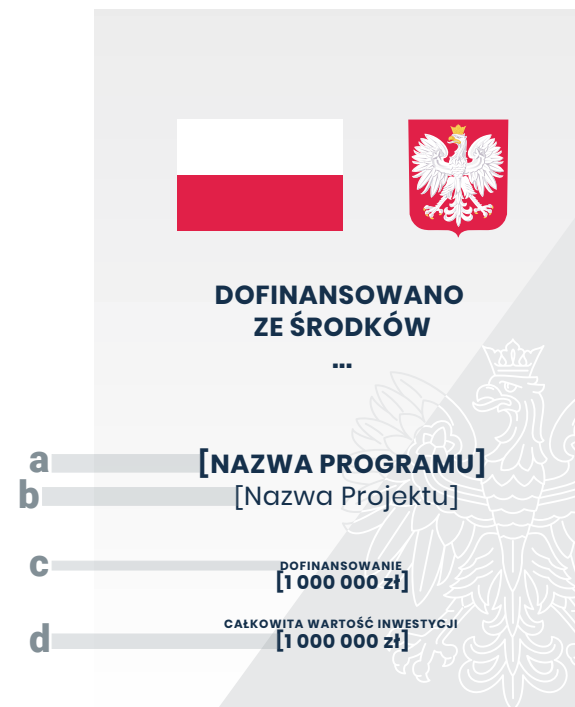 DOFINANSOWANO
ZE ŚRODKÓW
...
a
[NAZWA PROGRAMU]
b
[Nazwa Projektu]
c
DOFINANSOWANIE
[1 000 000 zł]
d
CAŁKOWITA WARTOŚĆ INWESTYCJI
[1 000 000 zł]